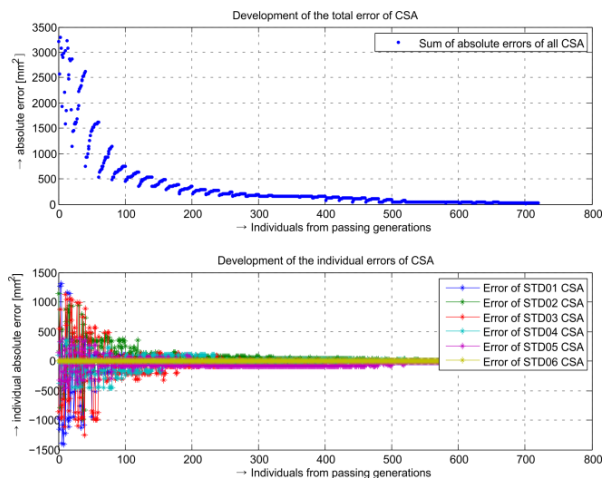 Development of the total error of CSA
3500
3000
2500
2000
1500
1000
500
0
→ absolute error [mm²]
Sum of absolute errors of all CSA
0 100 200 300 400 500 600 700 800
→ Individuals from passing generations
Development of the individual errors of CSA
1500
1000
500
0
−500
−1000
−1500
→ individual absolute error [mm²]
Error of STD01 CSA
Error of STD02 CSA
Error of STD03 CSA
Error of STD04 CSA
Error of STD05 CSA
Error of STD06 CSA
0 100 200 300 400 500 600 700 800
→ Individuals from passing generations